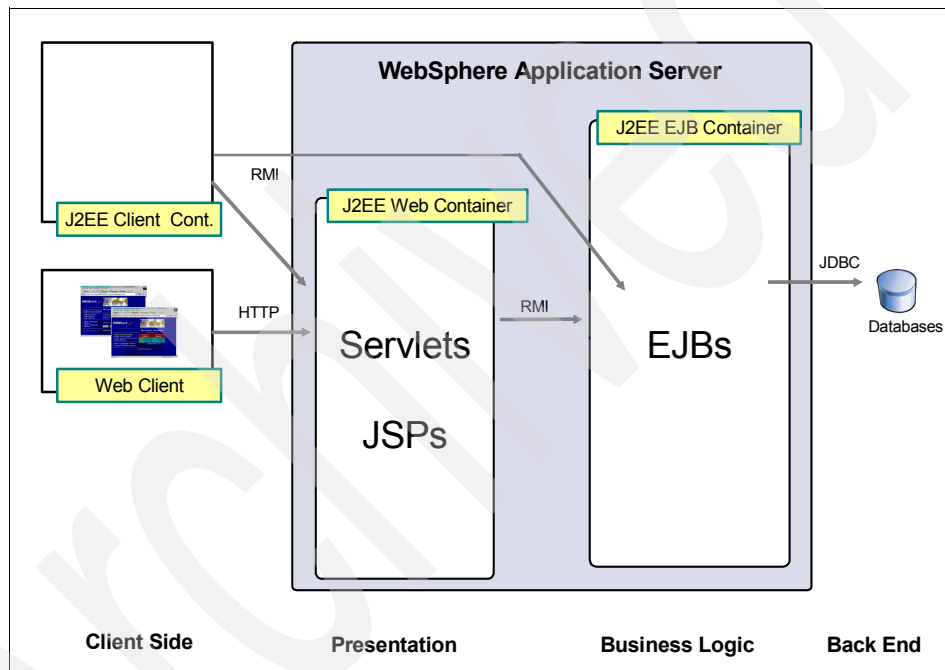 WebSphere Application Server
J2EE EJB Container
RMI
J2EE Web Container
J2EE Client Cont.
JDBC
HTTP
RMI
Databases
Servlets
EJBs
Web Client
JSPs
Client Side
Presentation
Business Logic
Back End
Archived